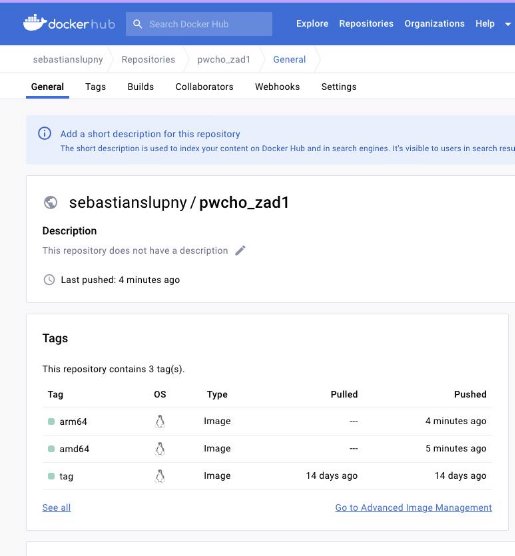 dockerhub Search Docker Hub Explore Repositories Organizations Help
sebastianslupny Repositories pwcho_zad1 General
General Tags Builds Collaborators Webhooks Settings
Add a short description for this repository
The short description is used to index your content on Docker Hub and in search engines. It's visible to users in search resu
sebastianslupny / pwcho_zad1
Description
This repository does not have a description
Last pushed: 4 minutes ago
Tags
This repository contains 3 tag(s).
Tag OS Type Pulled Pushed
arm64 Image --- 4 minutes ago
amd64 Image --- 5 minutes ago
tag Image 14 days ago 14 days ago
See all Go to Advanced Image Management